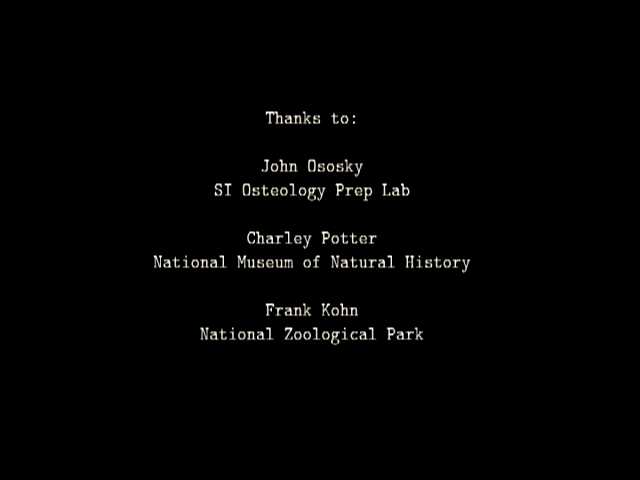 Thanks to:
John Ososky
SI Osteology Prep Lab
Charley Potter
National Museum of Natural History
Frank Kohn
National Zoological Park